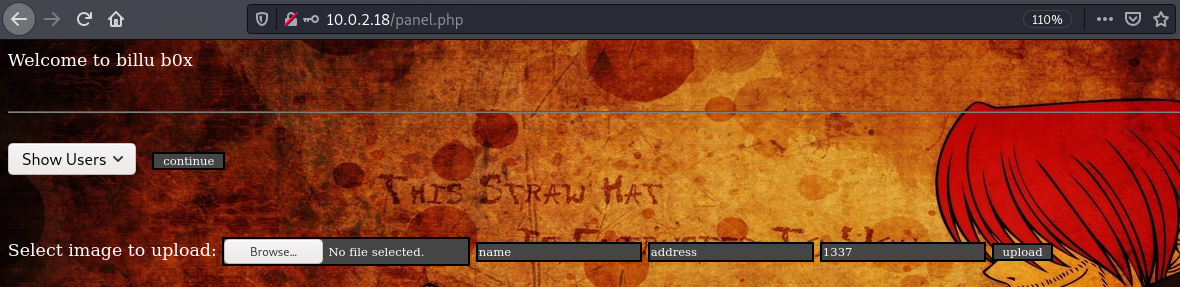 10.0.2.18/panel.php 110%
Welcome to billu b0x
Show Users continue
THIS STRAW HAT
Select image to upload: Browse... No file selected. name address 1337 upload